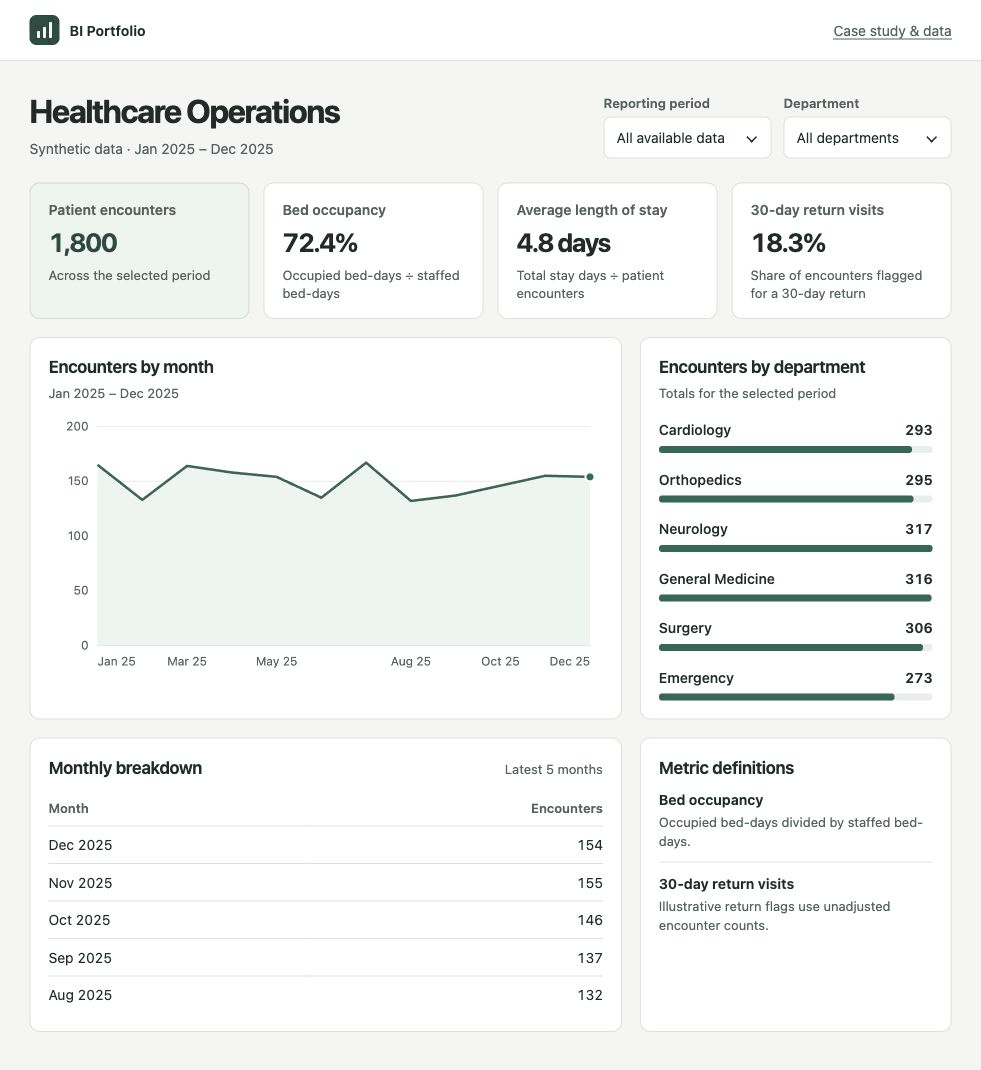 BI Portfolio
Case study & data
Healthcare Operations
Synthetic data · Jan 2025 – Dec 2025
Reporting period
All available data
Department
All departments
Patient encounters
1,800
Across the selected period
Bed occupancy
72.4%
Occupied bed-days ÷ staffed
bed-days
Average length of stay
4.8 days
Total stay days ÷ patient
encounters
30-day return visits
18.3%
Share of encounters flagged
for a 30-day return
Encounters by month
Jan 2025 – Dec 2025
200
150
100
50
0
Jan 25 Mar 25 May 25 Aug 25 Oct 25 Dec 25
Encounters by department
Totals for the selected period
Cardiology 293
Orthopedics 295
Neurology 317
General Medicine 316
Surgery 306
Emergency 273
Monthly breakdown
Latest 5 months
Month Encounters
Dec 2025 154
Nov 2025 155
Oct 2025 146
Sep 2025 137
Aug 2025 132
Metric definitions
Bed occupancy
Occupied bed-days divided by staffed bed-
days.
30-day return visits
Illustrative return flags use unadjusted
encounter counts.